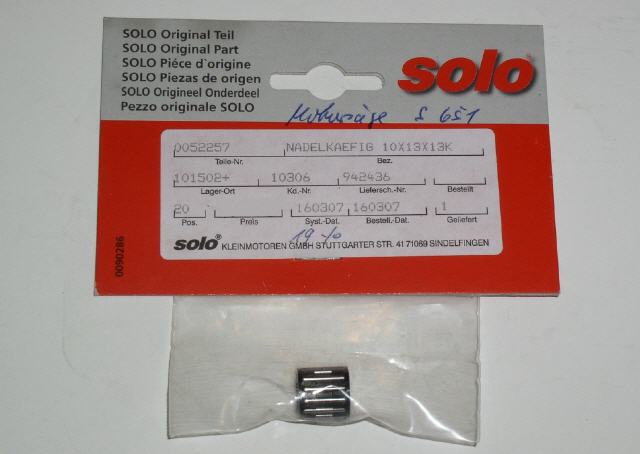 SOLO Original Teil
SOLO Original Part
SOLO Piéce d`origine
SOLO Piezas de origen
SOLO Origineel Onderdeel
Pezzo originale SOLO
solo®
Motorsäge S 651
0052257 NADELKAEFIG 10X13X13K
Teile-Nr. Bez.
101502+ 10306 942436
Lager-Ort Kd.-Nr. Liefersch.-Nr. Bestellt
20 160307 160307 1
Pos. Preis Syst.-Dat. Bestell.-Dat. Geliefert
solo® KLEINMOTOREN GMBH STUTTGARTER STR. 41 71069 SINDELFINGEN
0090286